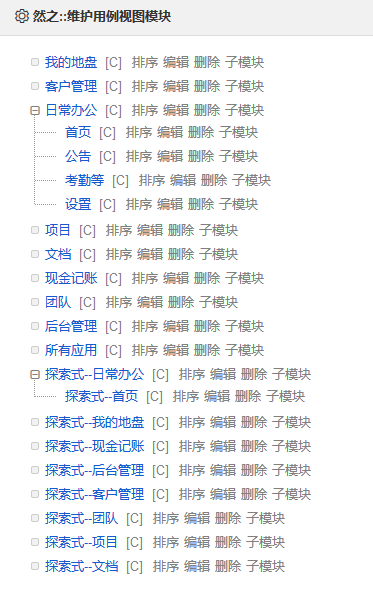 然之::维护用例视图模块
我的地盘 [C] 排序 编辑 删除 子模块
客户管理 [C] 排序 编辑 删除 子模块
日常办公 [C] 排序 编辑 删除 子模块
首页 [C] 排序 编辑 删除 子模块
公告 [C] 排序 编辑 删除 子模块
考勤等 [C] 排序 编辑 删除 子模块
设置 [C] 排序 编辑 删除 子模块
项目 [C] 排序 编辑 删除 子模块
文档 [C] 排序 编辑 删除 子模块
现金记账 [C] 排序 编辑 删除 子模块
团队 [C] 排序 编辑 删除 子模块
后台管理 [C] 排序 编辑 删除 子模块
所有应用 [C] 排序 编辑 删除 子模块
探索式--日常办公 [C] 排序 编辑 删除 子模块
探索式--首页 [C] 排序 编辑 删除 子模块
探索式--我的地盘 [C] 排序 编辑 删除 子模块
探索式--现金记账 [C] 排序 编辑 删除 子模块
探索式--后台管理 [C] 排序 编辑 删除 子模块
探索式--客户管理 [C] 排序 编辑 删除 子模块
探索式--团队 [C] 排序 编辑 删除 子模块
探索式--项目 [C] 排序 编辑 删除 子模块
探索式--文档 [C] 排序 编辑 删除 子模块